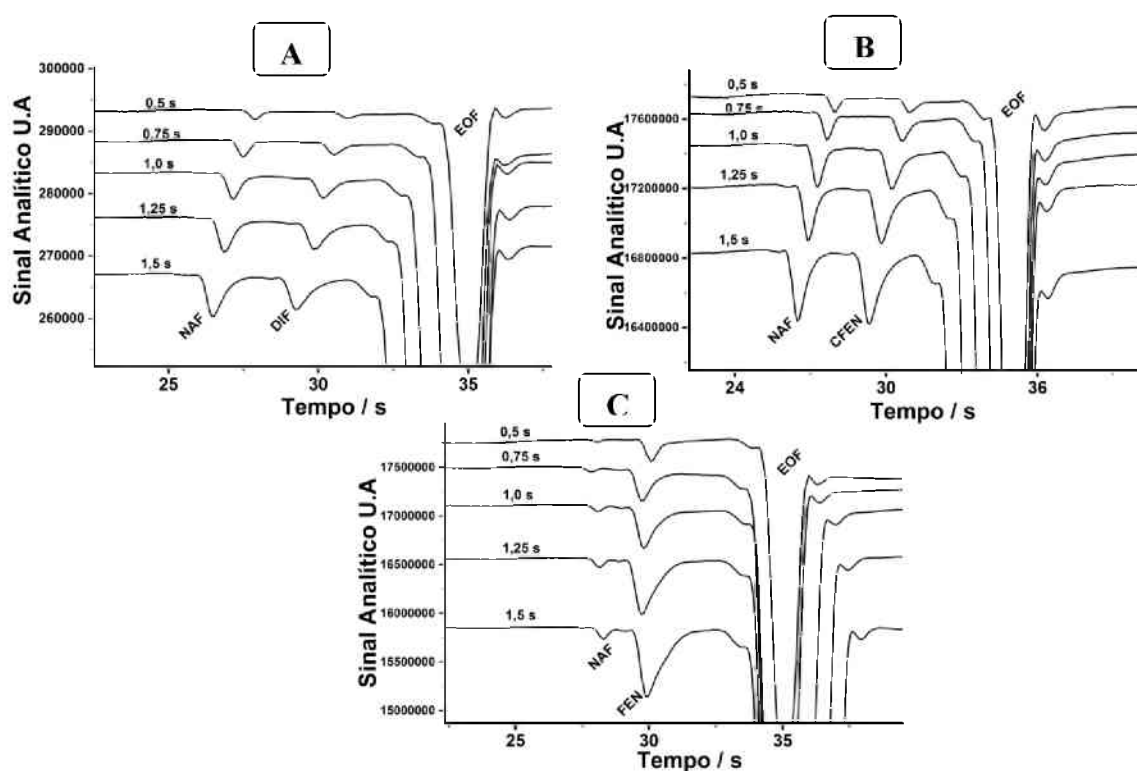 A
Sinal Analítico U.A
300000
290000
280000
270000
260000
0,5 s
0,75 s
1,0 s
1,25 s
1,5 s
NAF
DIF
EOF
25
30
35
Tempo / s
B
Sinal Analítico U.A
17600000
17200000
16800000
16400000
0,5 s
0,75 s
1,0 s
1,25 s
1,5 s
NAF
CFEN
EOF
24
30
36
Tempo / s
C
Sinal Analítico U.A
17500000
17000000
16500000
16000000
15500000
15000000
0,5 s
0,75 s
1,0 s
1,25 s
1,5 s
NAF
FEN
EOF
25
30
35
Tempo / s